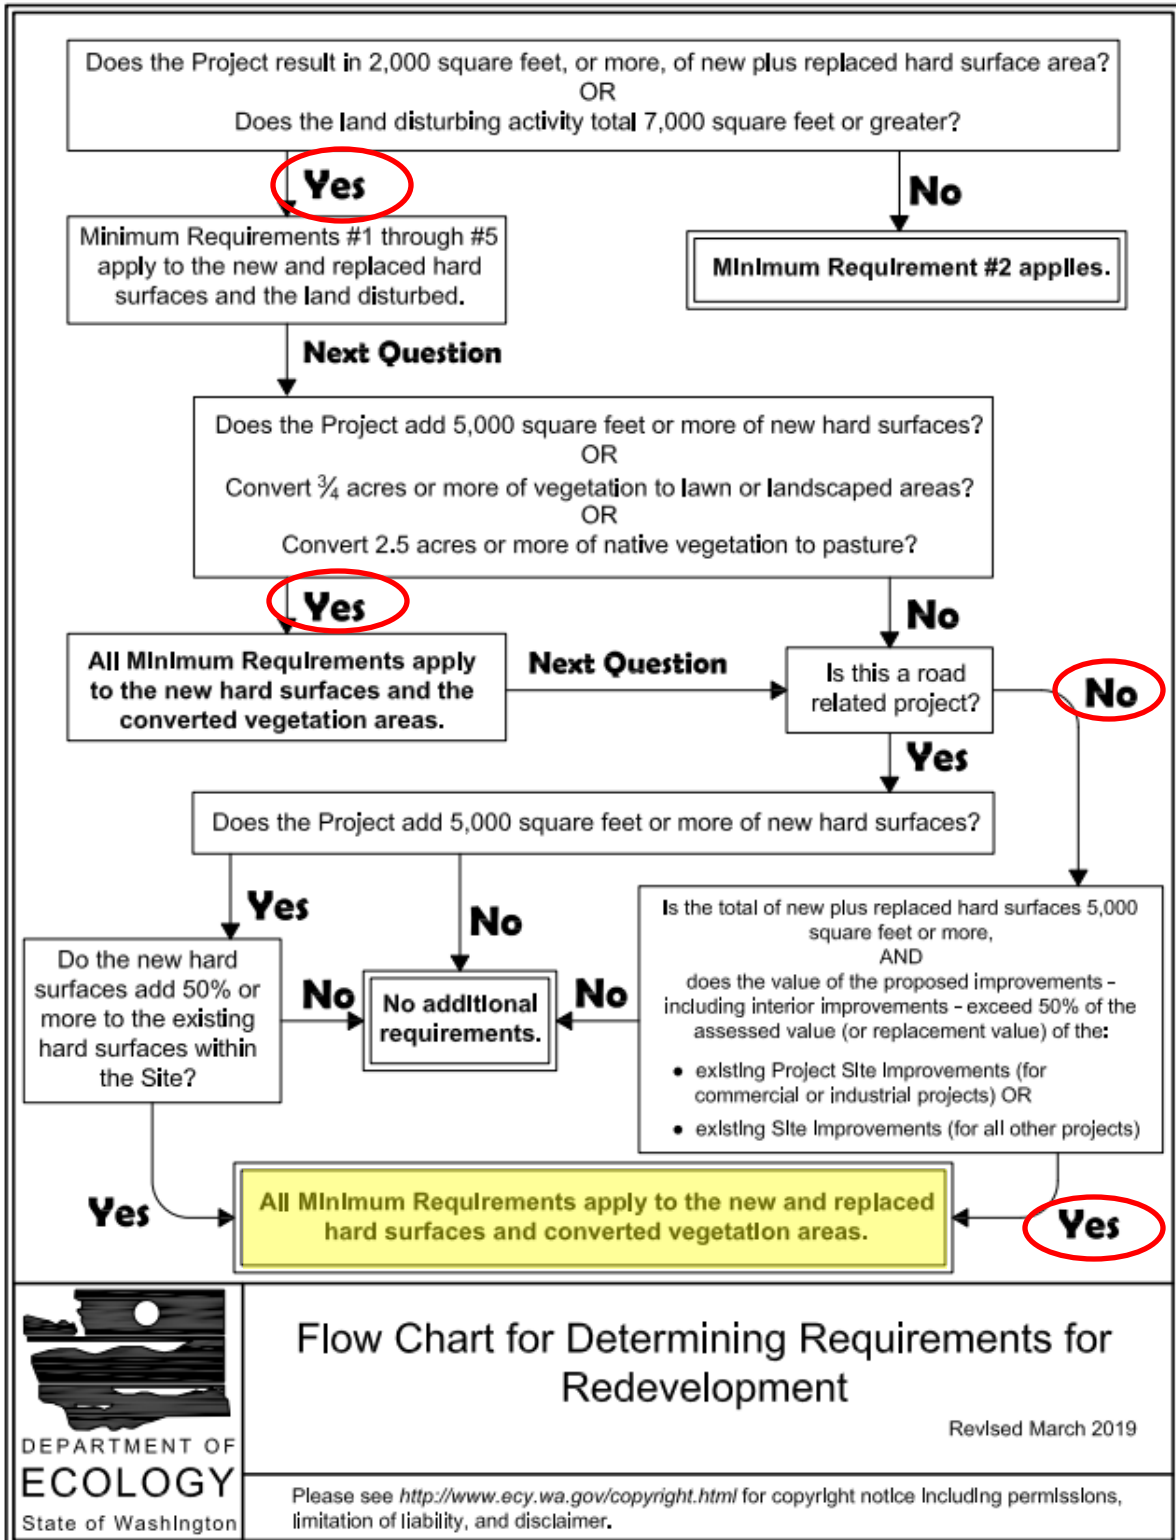 Does the Project result in 2,000 square feet, or more, of new plus replaced hard surface area?
OR
Does the land disturbing activity total 7,000 square feet or greater?
Yes
No
Minimum Requirements #1 through #5
apply to the new and replaced hard
surfaces and the land disturbed.
Minimum Requirement #2 applies.
Next Question
Does the Project add 5,000 square feet or more of new hard surfaces?
OR
Convert ¾ acres or more of vegetation to lawn or landscaped areas?
OR
Convert 2.5 acres or more of native vegetation to pasture?
Yes
No
All Minimum Requirements apply
to the new hard surfaces and the
converted vegetation areas.
Next Question
Is this a road
related project?
No
Yes
Does the Project add 5,000 square feet or more of new hard surfaces?
Yes
No
Do the new hard
surfaces add 50% or
more to the existing
hard surfaces within
the Site?
No
No additional
requirements.
No
Is the total of new plus replaced hard surfaces 5,000
square feet or more,
AND
does the value of the proposed improvements –
including interior improvements – exceed 50% of the
assessed value (or replacement value) of the:
• existing Project Site Improvements (for
commercial or industrial projects) OR
• existing Site Improvements (for all other projects)
Yes
All Minimum Requirements apply to the new and replaced
hard surfaces and converted vegetation areas.
Yes
DEPARTMENT OF
ECOLOGY
State of Washington
Flow Chart for Determining Requirements for
Redevelopment
Revised March 2019
Please see http://www.ecy.wa.gov/copyright.html for copyright notice including permissions,
limitation of liability, and disclaimer.